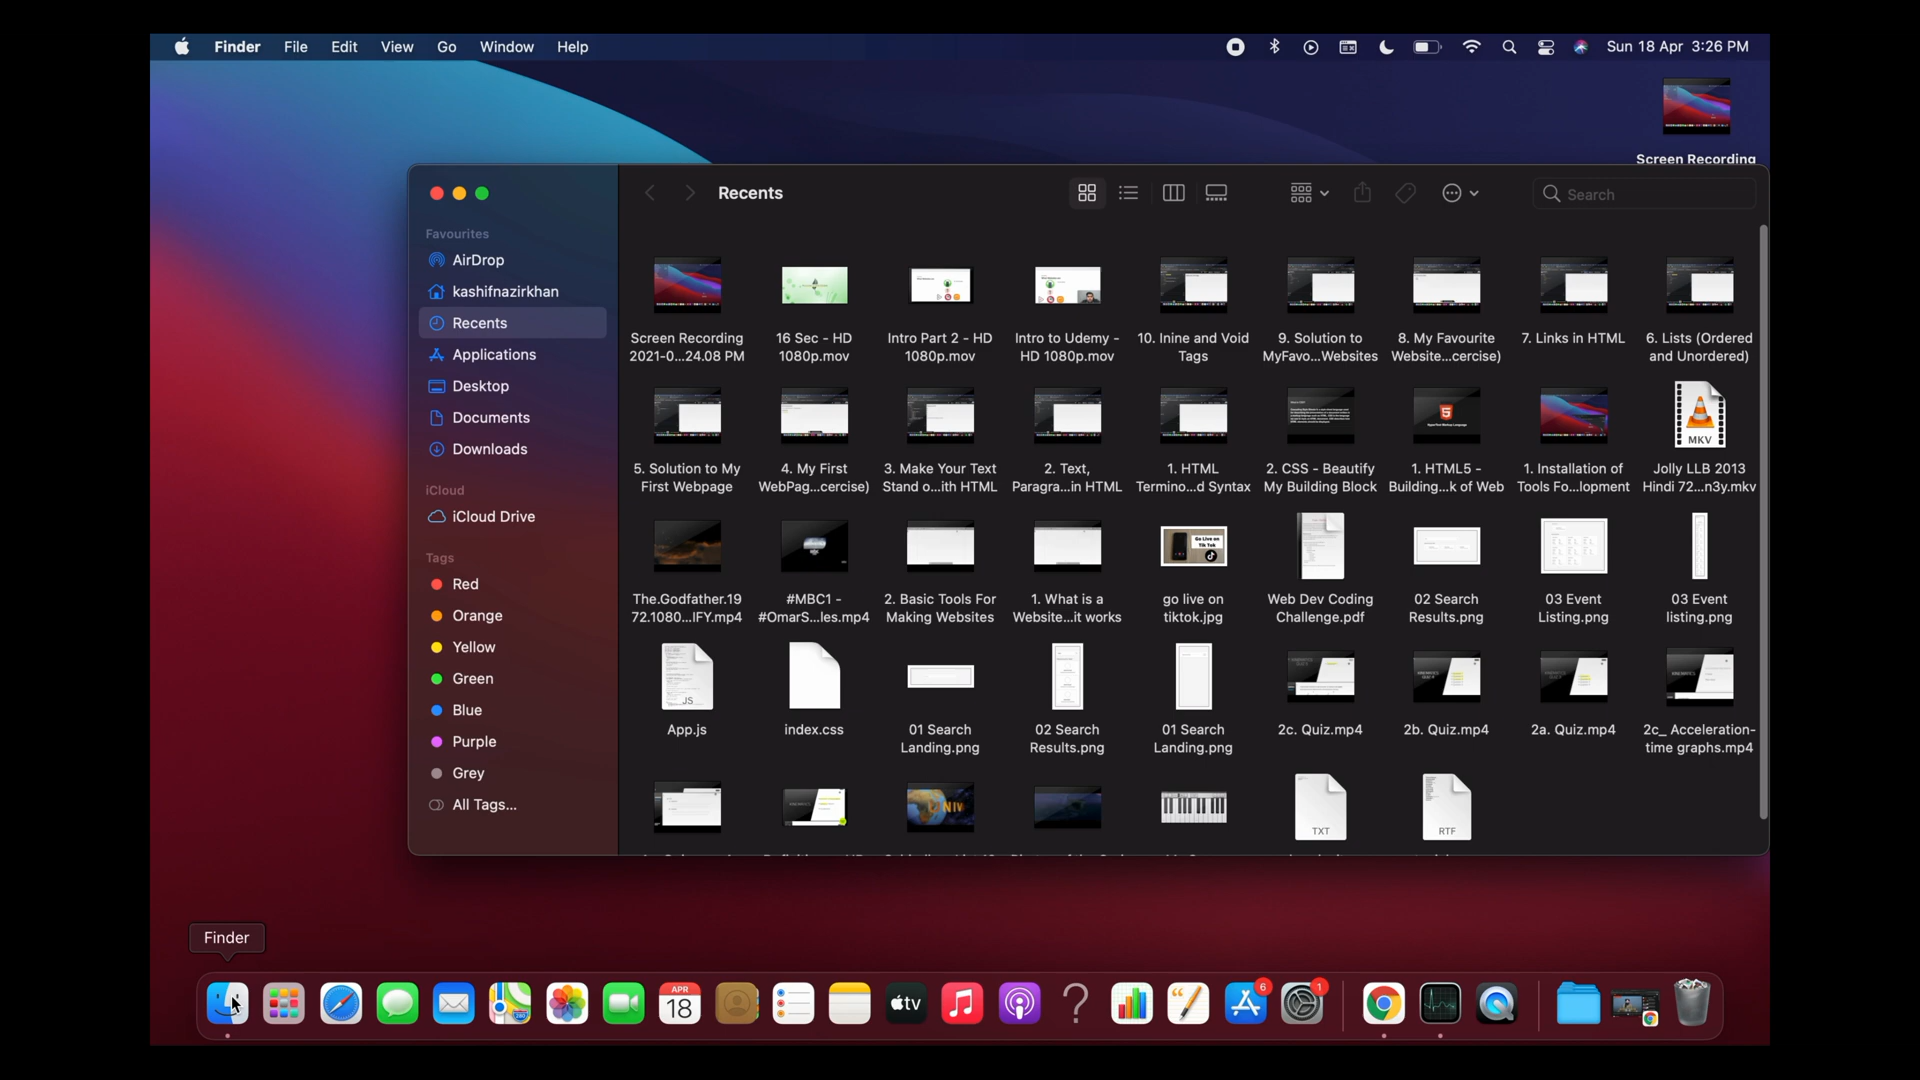 Finder File Edit View Go Window Help Sun 18 Apr 3:26 PM
Screen Recording
Recents
Search
Favourites
AirDrop
kashifnazirkhan
Recents
Applications
Desktop
Documents
Downloads
iCloud
iCloud Drive
Tags
Red
Orange
Yellow
Green
Blue
Purple
Grey
All Tags...
Screen Recording
2021-0...24.08 PM
16 Sec - HD
1080p.mov
Intro Part 2 - HD
1080p.mov
Intro to Udemy -
HD 1080p.mov
10. Inine and Void
Tags
9. Solution to
MyFavo...Websites
8. My Favourite
Website...cercise)
7. Links in HTML
6. Lists (Ordered
and Unordered)
5. Solution to My
First Webpage
4. My First
WebPag...cercise)
3. Make Your Text
Stand o...ith HTML
2. Text,
Paragra...in HTML
1. HTML
Termino...d Syntax
2. CSS - Beautify
My Building Block
1. HTML5 -
Building...k of Web
1. Installation of
Tools Fo...lopment
MKV
Jolly LLB 2013
Hindi 72...n3y.mkv
The.Godfather.19
72.1080...IFY.mp4
#MBC1 -
#OmarS...les.mp4
2. Basic Tools For
Making Websites
1. What is a
Website...it works
Go Live on
Tik Tok
go live on
tiktok.jpg
Web Dev Coding
Challenge.pdf
02 Search
Results.png
03 Event
Listing.png
03 Event
listing.png
JS
App.js
index.css
01 Search
Landing.png
02 Search
Results.png
01 Search
Landing.png
2c. Quiz.mp4
2b. Quiz.mp4
2a. Quiz.mp4
2c_ Acceleration-
time graphs.mp4
TXT
RTF
Finder
APR
18
tv
6
1